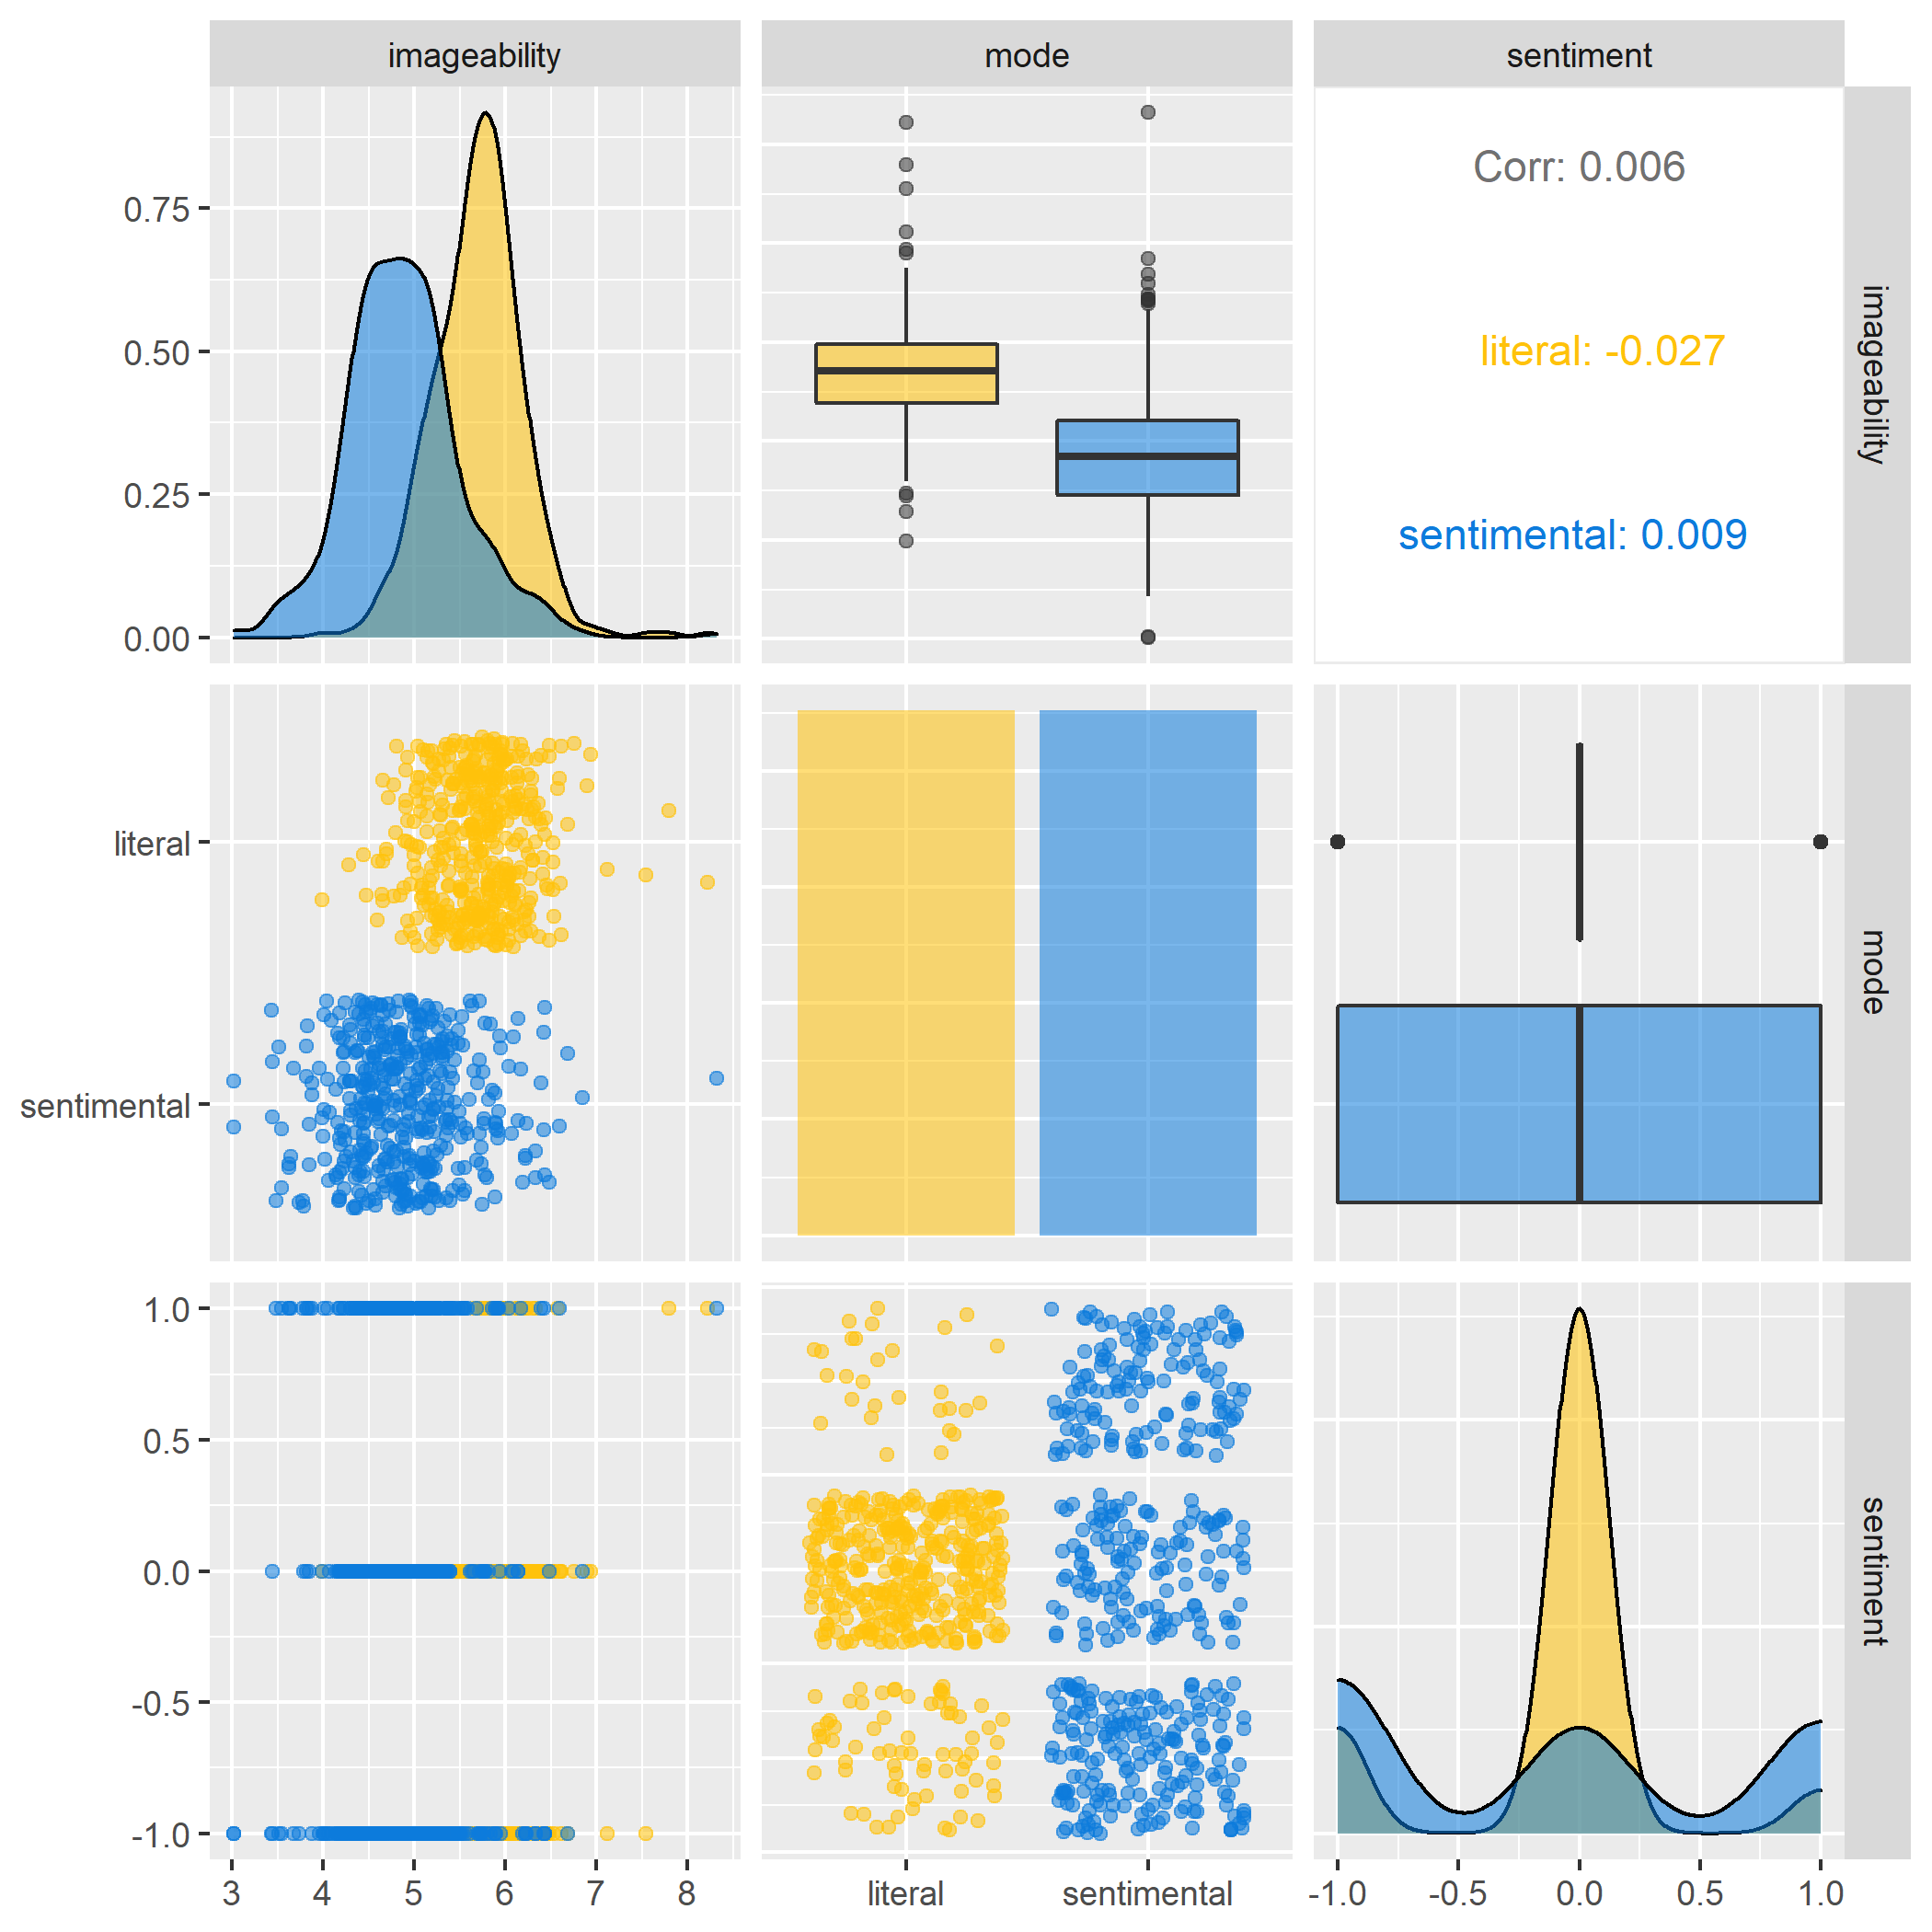 imageability
mode
sentiment
0.75
0.50
0.25
0.00
Corr: 0.006
literal: -0.027
sentimental: 0.009
imageability
literal
sentimental
mode
1.0
0.5
0.0
-0.5
-1.0
sentiment
3 4 5 6 7 8
literal sentimental
-1.0 -0.5 0.0 0.5 1.0